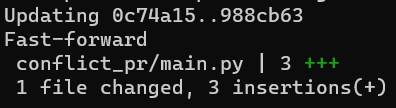 Updating 0c74a15..988cb63
Fast-forward
 conflict_pr/main.py | 3 +++
 1 file changed, 3 insertions(+)